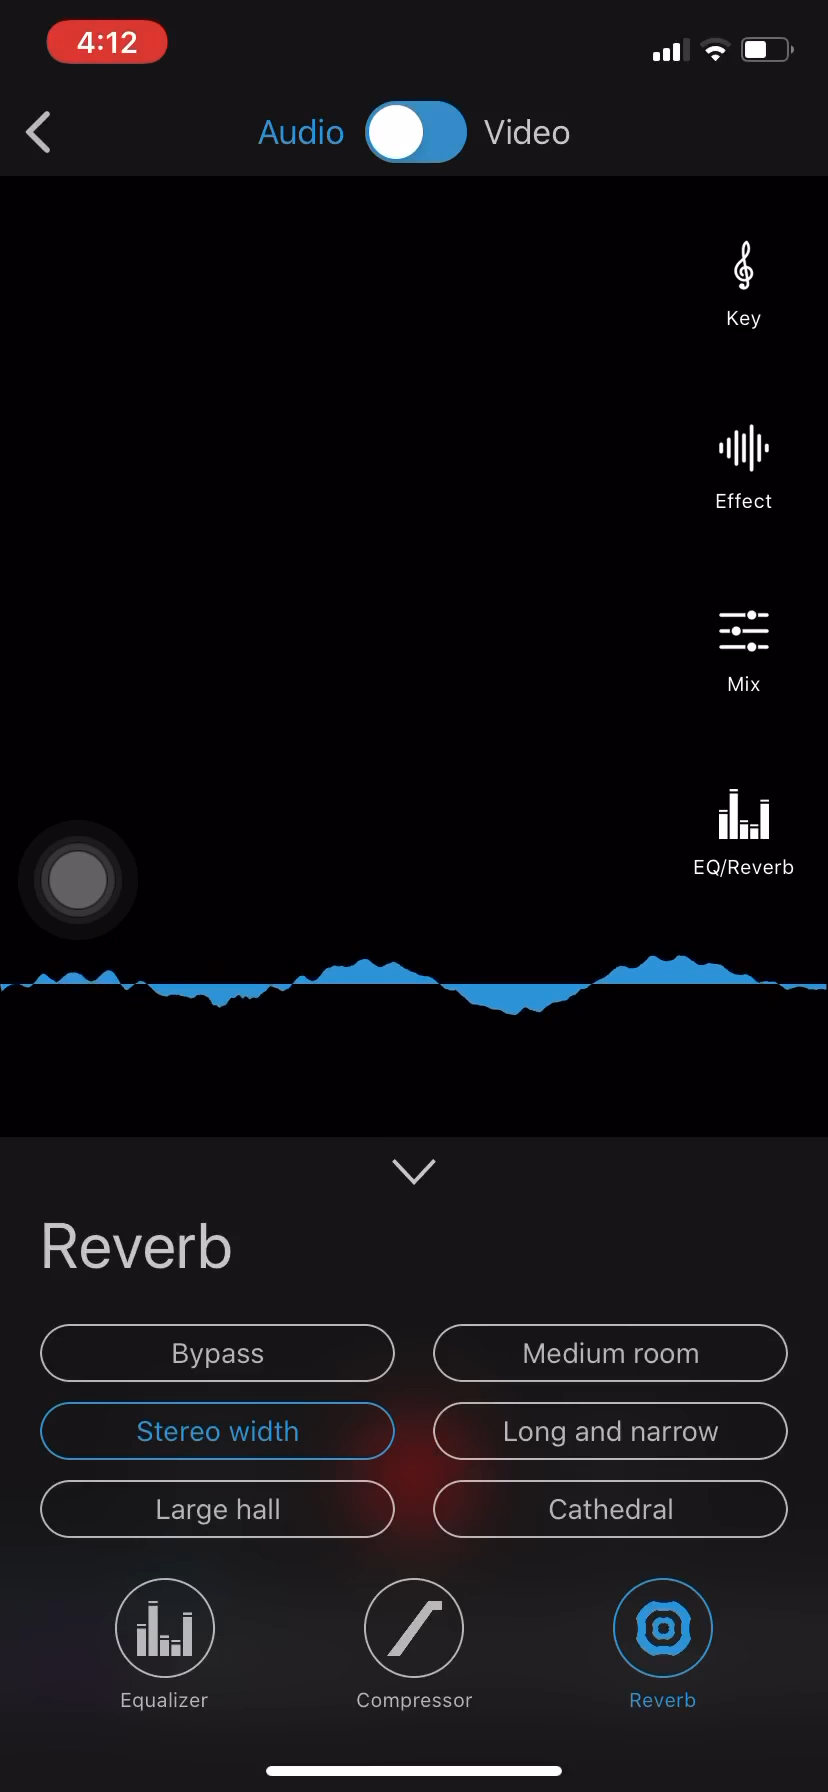 4:12
Audio Video
Key
Effect
Mix
EQ/Reverb
Reverb
Bypass Medium room
Stereo width Long and narrow
Large hall Cathedral
Equalizer Compressor Reverb